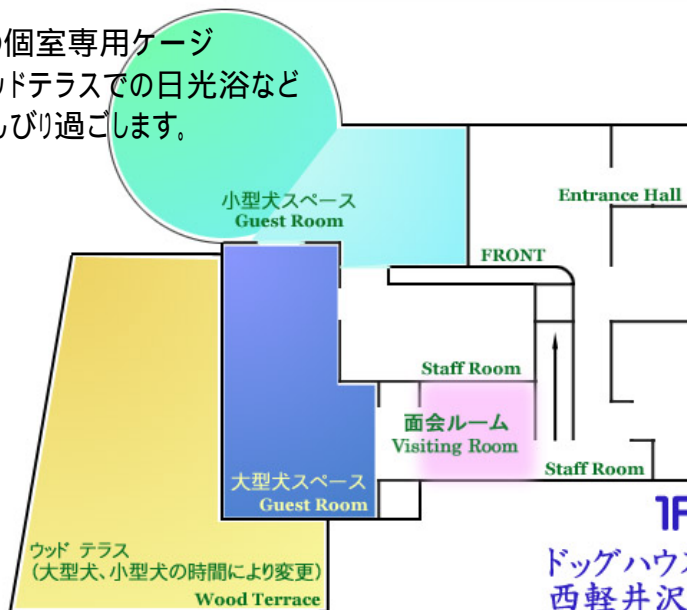 の個室専用ケージ
ッドテラスでの日光浴など
んびり過ごします。
小型犬スペース
Guest Room
Entrance Hall
FRONT
Staff Room
面会ルーム
Visiting Room
Staff Room
大型犬スペース
Guest Room
1F
ドッグハウス
西軽井沢
ウッド テラス
(大型犬、小型犬の時間により変更)
Wood Terrace